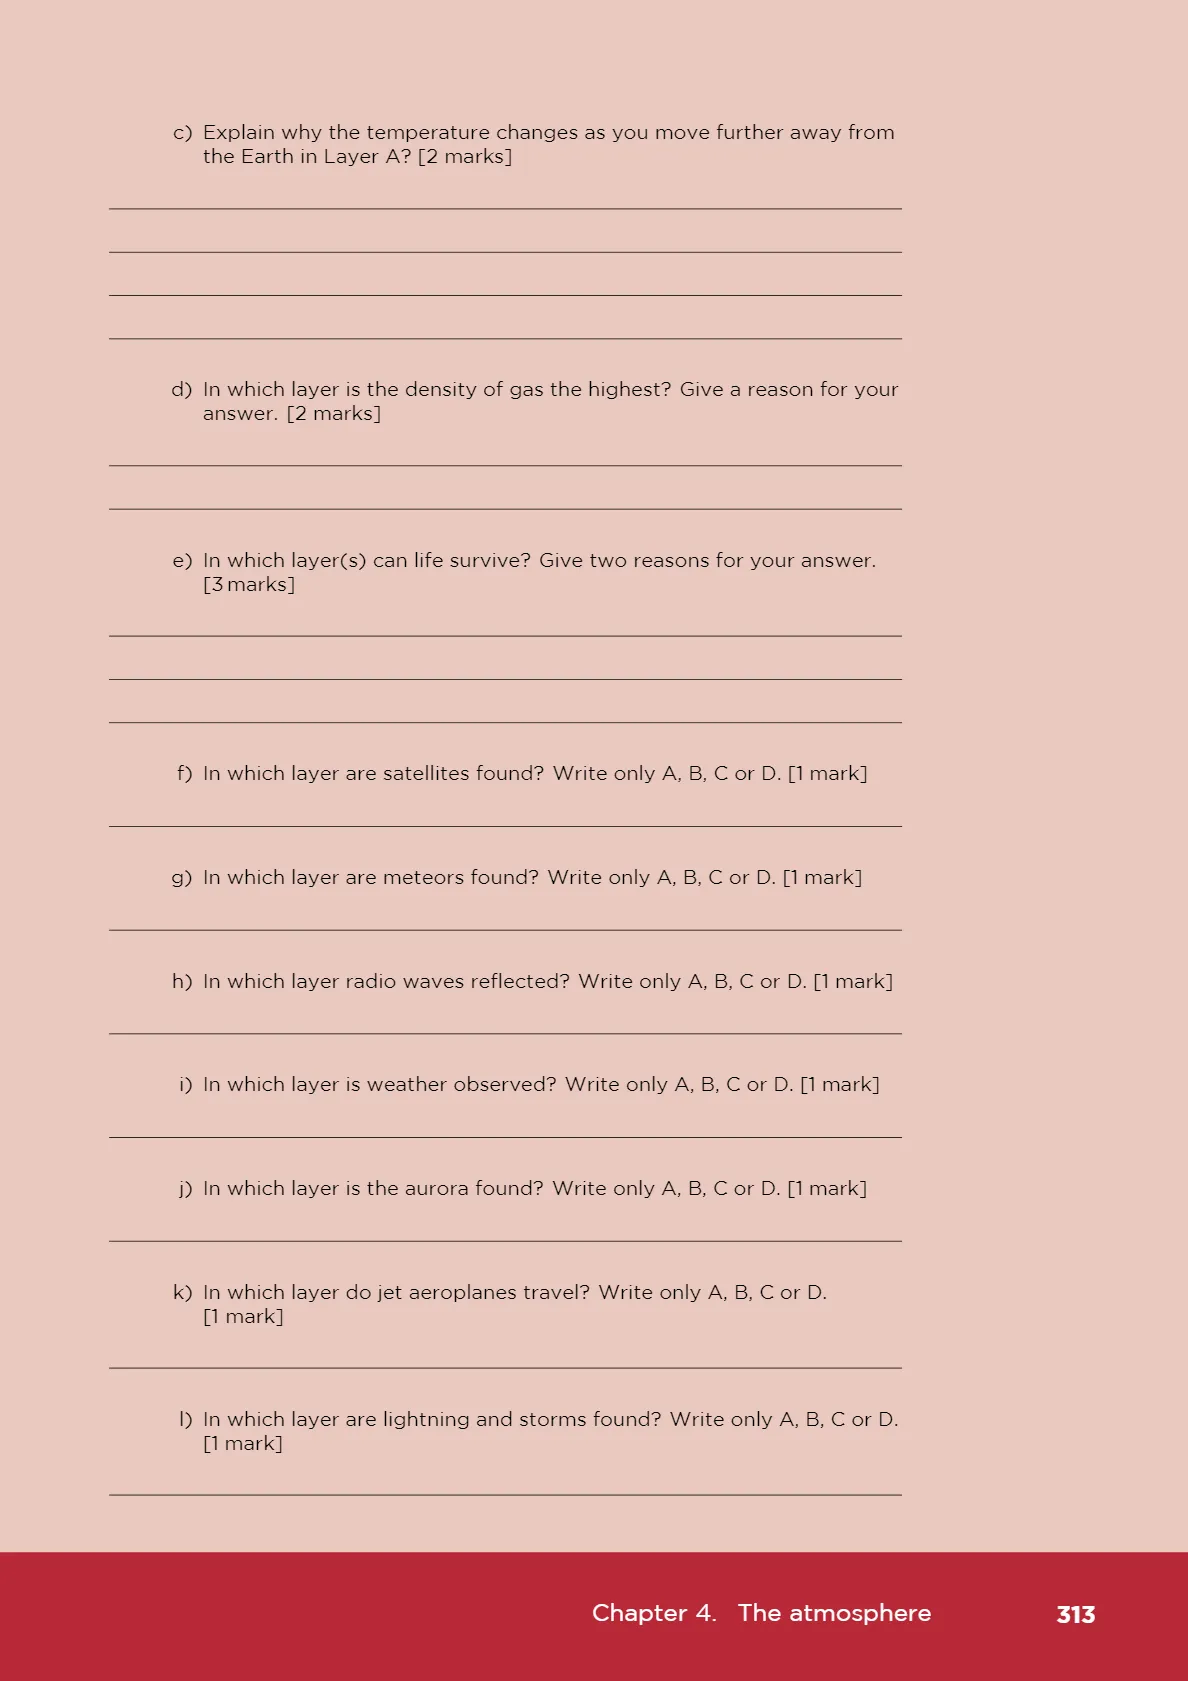 c) Explain why the temperature changes as you move further away from
the Earth in Layer A? [2 marks]
d) In which layer is the density of gas the highest? Give a reason for your
answer. [2 marks]
e) In which layer(s) can life survive? Give two reasons for your answer.
[3 marks]
f) In which layer are satellites found? Write only A, B, C or D. [1 mark]
g) In which layer are meteors found? Write only A, B, C or D. [1 mark]
h) In which layer radio waves reflected? Write only A, B, C or D. [1 mark]
i) In which layer is weather observed? Write only A, B, C or D. [1 mark]
j) In which layer is the aurora found? Write only A, B, C or D. [1 mark]
k) In which layer do jet aeroplanes travel? Write only A, B, C or D.
[1 mark]
l) In which layer are lightning and storms found? Write only A, B, C or D.
[1 mark]
Chapter 4. The atmosphere 313